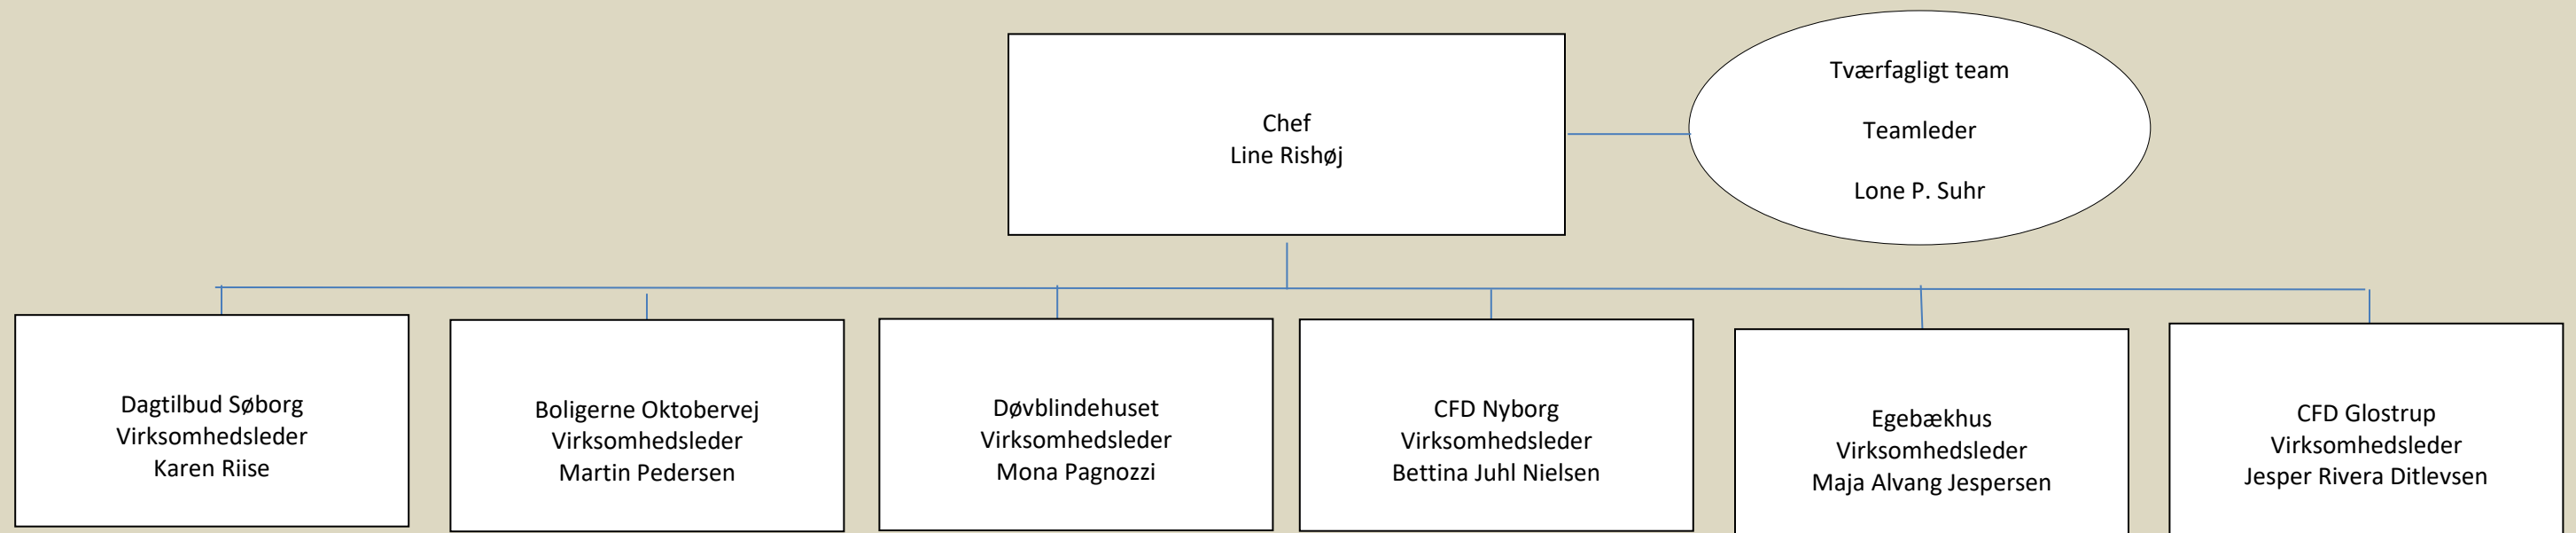 Chef
Line Rishøj
Tværfagligt team
Teamleder
Lone P. Suhr
Dagtilbud Søborg
Virksomhedsleder
Karen Riise
Boligerne Oktobervej
Virksomhedsleder
Martin Pedersen
Døvblindehuset
Virksomhedsleder
Mona Pagnozzi
CFD Nyborg
Virksomhedsleder
Bettina Juhl Nielsen
Egebækhus
Virksomhedsleder
Maja Alvang Jespersen
CFD Glostrup
Virksomhedsleder
Jesper Rivera Ditlevsen